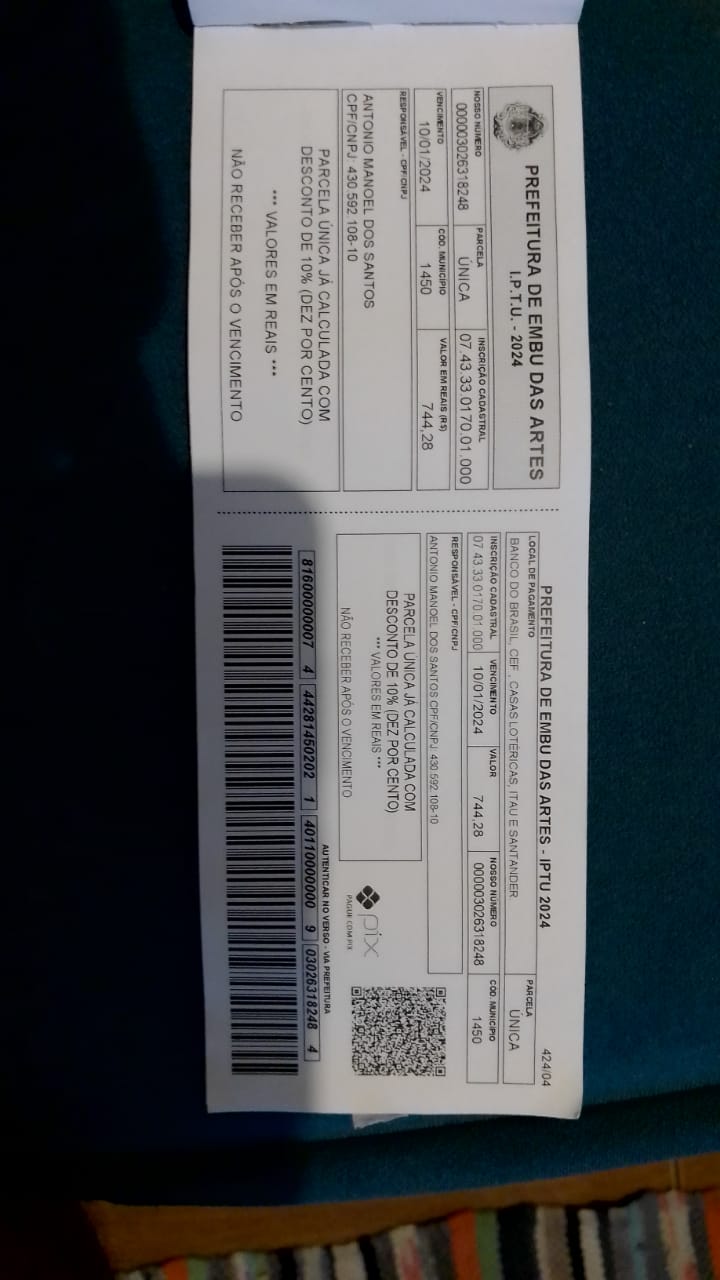 PREFEITURA DE EMBU DAS ARTES
I.P.T.U. - 2024
NOSSO NÚMERO
000003026318248
PARCELA
ÚNICA
INSCRIÇÃO CADASTRAL
07.43.33.0170.01.000
VENCIMENTO
10/01/2024
CÓD. MUNICÍPIO
1450
VALOR EM REAIS (R$)
744,28
RESPONSÁVEL - CPF/CNPJ
ANTONIO MANOEL DOS SANTOS
CPF/CNPJ: 430.592.108-10
PARCELA ÚNICA JÁ CALCULADA COM
DESCONTO DE 10% (DEZ POR CENTO)
*** VALORES EM REAIS ***
NÃO RECEBER APÓS O VENCIMENTO
PREFEITURA DE EMBU DAS ARTES - IPTU 2024
424/04
LOCAL DE PAGAMENTO
BANCO DO BRASIL, CEF , CASAS LOTÉRICAS, ITAU E SANTANDER.
PARCELA
ÚNICA
INSCRIÇÃO CADASTRAL
07.43.33.0170.01.000
VENCIMENTO
10/01/2024
VALOR
744,28
NOSSO NÚMERO
000003026318248
CÓD. MUNICÍPIO
1450
RESPONSÁVEL - CPF/CNPJ
ANTONIO MANOEL DOS SANTOS CPF/CNPJ: 430.592.108-10
PARCELA ÚNICA JÁ CALCULADA COM
DESCONTO DE 10% (DEZ POR CENTO)
*** VALORES EM REAIS ***
NÃO RECEBER APÓS O VENCIMENTO
pix
PAGUE COM PIX
AUTENTICAR NO VERSO - VIA PREFEITURA
81600000007 4 44281450202 1 40110000000 9 03026318248 4